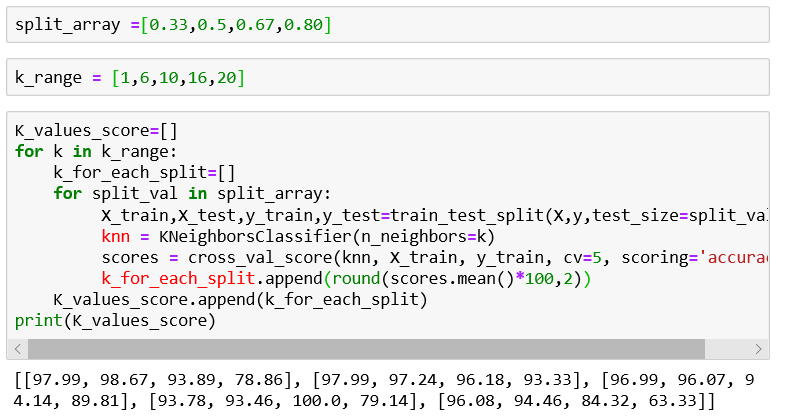 split_array =[0.33,0.5,0.67,0.80]
k_range = [1,6,10,16,20]
K_values_score=[]
for k in k_range:
    k_for_each_split=[]
    for split_val in split_array:
        X_train,X_test,y_train,y_test=train_test_split(X,y,test_size=split_val
        knn = KNeighborsClassifier(n_neighbors=k)
        scores = cross_val_score(knn, X_train, y_train, cv=5, scoring='accurac
        k_for_each_split.append(round(scores.mean()*100,2))
    K_values_score.append(k_for_each_split)
print(K_values_score)
[[97.99, 98.67, 93.89, 78.86], [97.99, 97.24, 96.18, 93.33], [96.99, 96.07, 9
4.14, 89.81], [93.78, 93.46, 100.0, 79.14], [96.08, 94.46, 84.32, 63.33]]